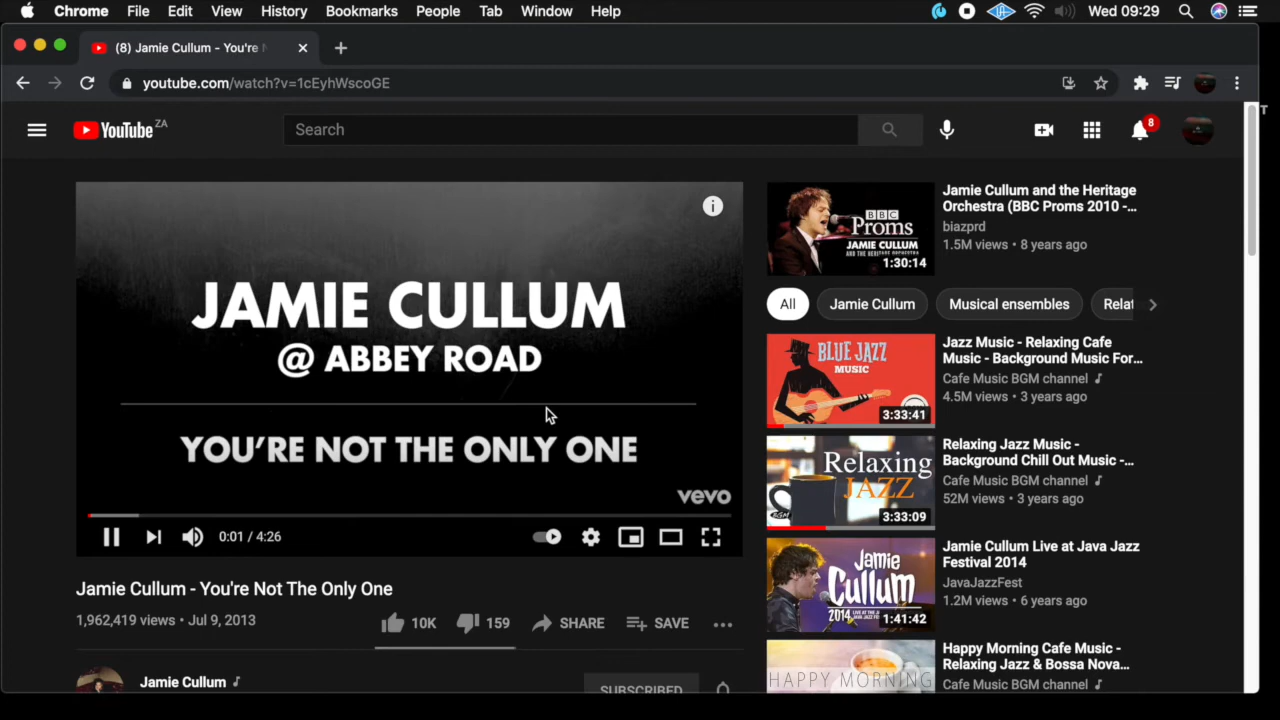 Chrome File Edit View History Bookmarks People Tab Window Help Wed 09:29
(8) Jamie Cullum - You're
youtube.com/watch?v=1cEyhWscoGE
YouTube ZA Search 8
T
JAMIE CULLUM
@ ABBEY ROAD
YOU'RE NOT THE ONLY ONE
vevo
0:01 / 4:26
Jamie Cullum - You're Not The Only One
1,962,419 views • Jul 9, 2013
10K 159 SHARE SAVE
Jamie Cullum
SUBSCRIBED
BBC
Proms
JAMIE CULLUM
AND THE HERITAGE ORCHESTRA
1:30:14
Jamie Cullum and the Heritage
Orchestra (BBC Proms 2010 -...
biazprd
1.5M views • 8 years ago
All Jamie Cullum Musical ensembles Relat
BLUE JAZZ
MUSIC
3:33:41
Jazz Music - Relaxing Cafe
Music - Background Music For...
Cafe Music BGM channel
4.5M views • 3 years ago
Relaxing
JAZZ
BGM
3:33:09
Relaxing Jazz Music -
Background Chill Out Music -...
Cafe Music BGM channel
52M views • 3 years ago
Jamie
Cullum
2014 LIVE AT THE
1:41:42
Jamie Cullum Live at Java Jazz
Festival 2014
JavaJazzFest
1.2M views • 6 years ago
HAPPY MORNING
Happy Morning Cafe Music -
Relaxing Jazz & Bossa Nova...
Cafe Music BGM channel